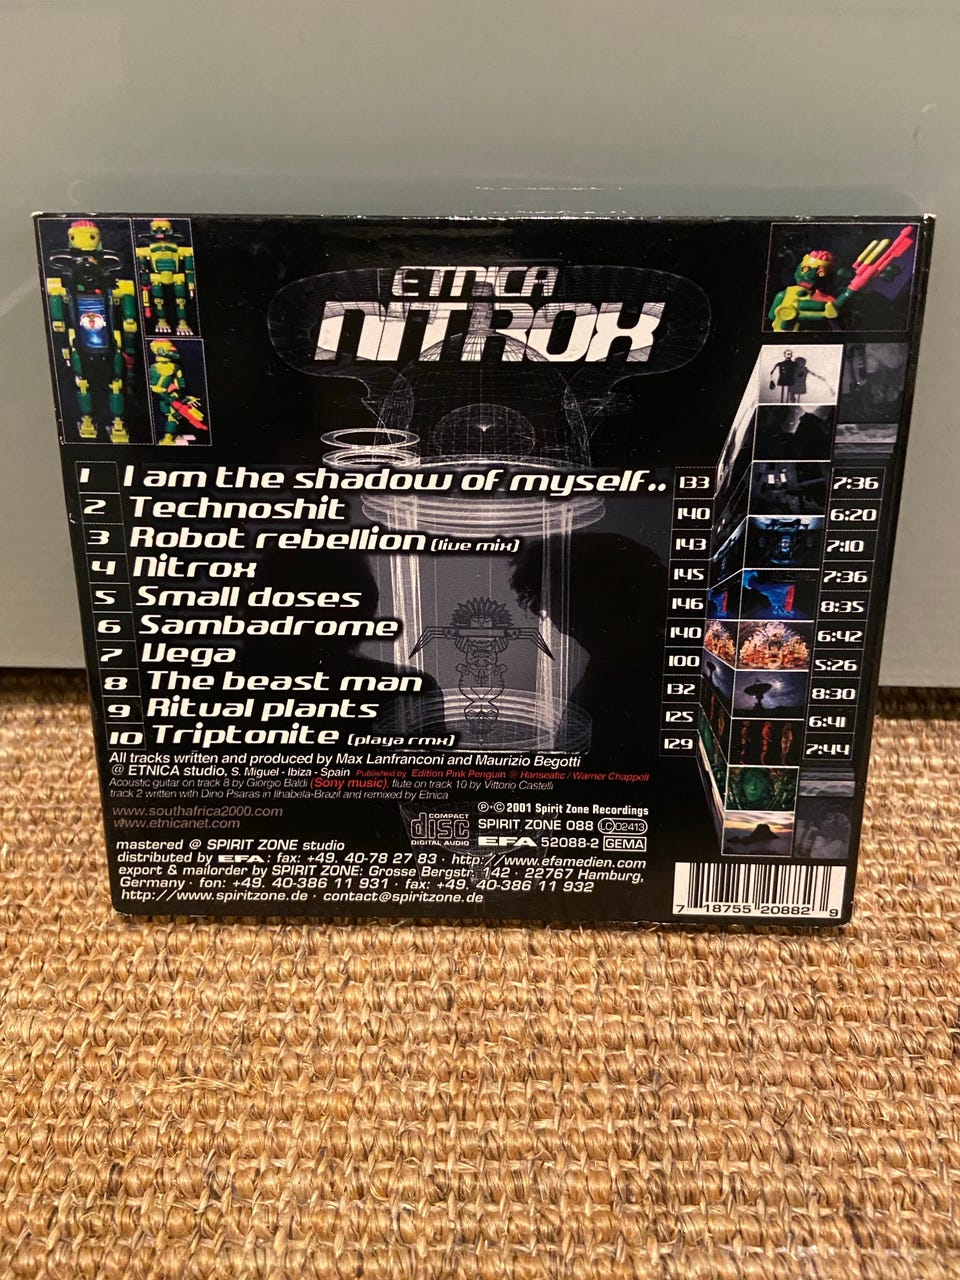 ETNICA
NITROX
1 I am the shadow of myself.. 133 7:36
2 Technoshit 140 6:20
3 Robot rebellion (live mix) 143 7:10
4 Nitrox 145 7:36
5 Small doses 146 8:35
6 Sambadrome 140 6:42
7 Vega 100 5:26
8 The beast man 132 8:30
9 Ritual plants 125 6:41
10 Triptonite (playa rmx) 129 7:44
All tracks written and produced by Max Lanfranconi and Maurizio Begotti
@ ETNICA studio, S. Miguel - Ibiza - Spain Published by Edition Pink Penguin @ Hanseatic / Warner Chappell
Acoustic guitar on track 8 by Giorgio Baldi (Sony music), flute on track 10 by Vittorio Castelli
track 2 written with Dino Psaras in Ilhabela-Brazil and remixed by Etnica
www.southafrica2000.com
www.etnicanet.com
COMPACT
disc
DIGITAL AUDIO
℗·© 2001 Spirit Zone Recordings
SPIRIT ZONE 088 LC 02413
EFA 52088-2 GEMA
mastered @ SPIRIT ZONE studio
distributed by EFA: fax: +49. 40-78 27 83 · http://www.efamedien.com
export & mailorder by SPIRIT ZONE: Grosse Bergstr. 142 · 22767 Hamburg,
Germany · fon: +49. 40-386 11 931 · fax: +49. 40-386 11 932
http://www.spiritzone.de · contact@spiritzone.de
7 18755 20882 9